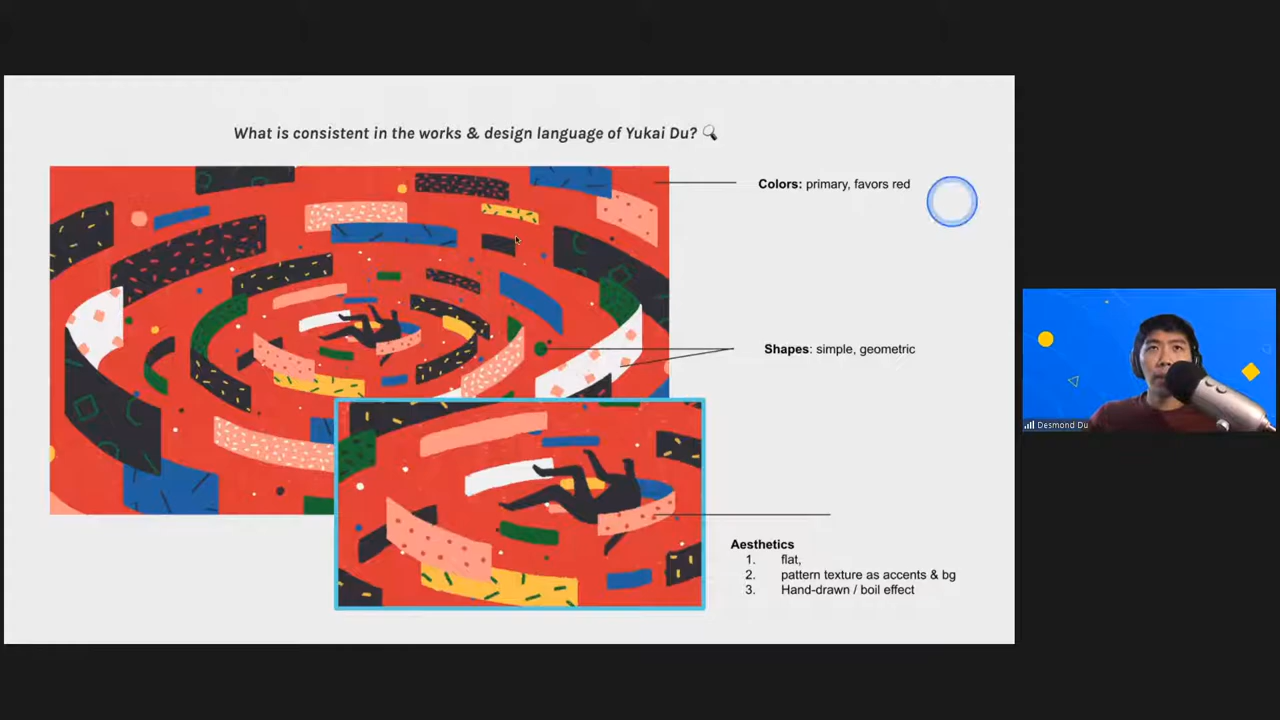 What is consistent in the works & design language of Yukai Du? 🔍
Colors: primary, favors red
Shapes: simple, geometric
Aesthetics
1. flat,
2. pattern texture as accents & bg
3. Hand-drawn / boil effect
Desmond Du